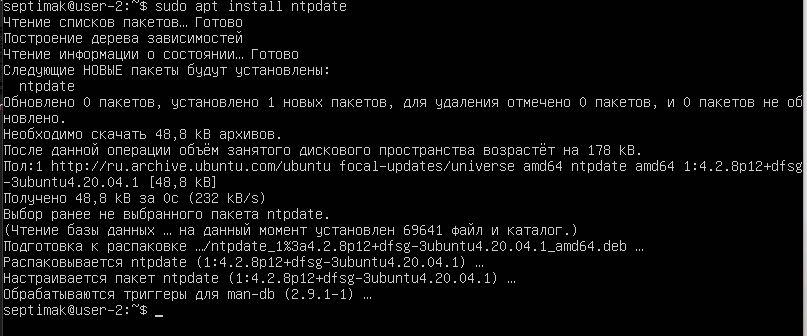 septimak@user-2:~$ sudo apt install ntpdate
Чтение списков пакетов… Готово
Построение дерева зависимостей
Чтение информации о состоянии… Готово
Следующие НОВЫЕ пакеты будут установлены:
  ntpdate
Обновлено 0 пакетов, установлено 1 новых пакетов, для удаления отмечено 0 пакетов, и 0 пакетов не об
новлено.
Необходимо скачать 48,8 kB архивов.
После данной операции объём занятого дискового пространства возрастёт на 178 kB.
Пол:1 http://ru.archive.ubuntu.com/ubuntu focal-updates/universe amd64 ntpdate amd64 1:4.2.8p12+dfsg
-3ubuntu4.20.04.1 [48,8 kB]
Получено 48,8 kB за 0с (232 kB/s)
Выбор ранее не выбранного пакета ntpdate.
(Чтение базы данных … на данный момент установлен 69641 файл и каталог.)
Подготовка к распаковке …/ntpdate_1%3a4.2.8p12+dfsg-3ubuntu4.20.04.1_amd64.deb …
Распаковывается ntpdate (1:4.2.8p12+dfsg-3ubuntu4.20.04.1) …
Настраивается пакет ntpdate (1:4.2.8p12+dfsg-3ubuntu4.20.04.1) …
Обрабатываются триггеры для man-db (2.9.1-1) …
septimak@user-2:~$ _